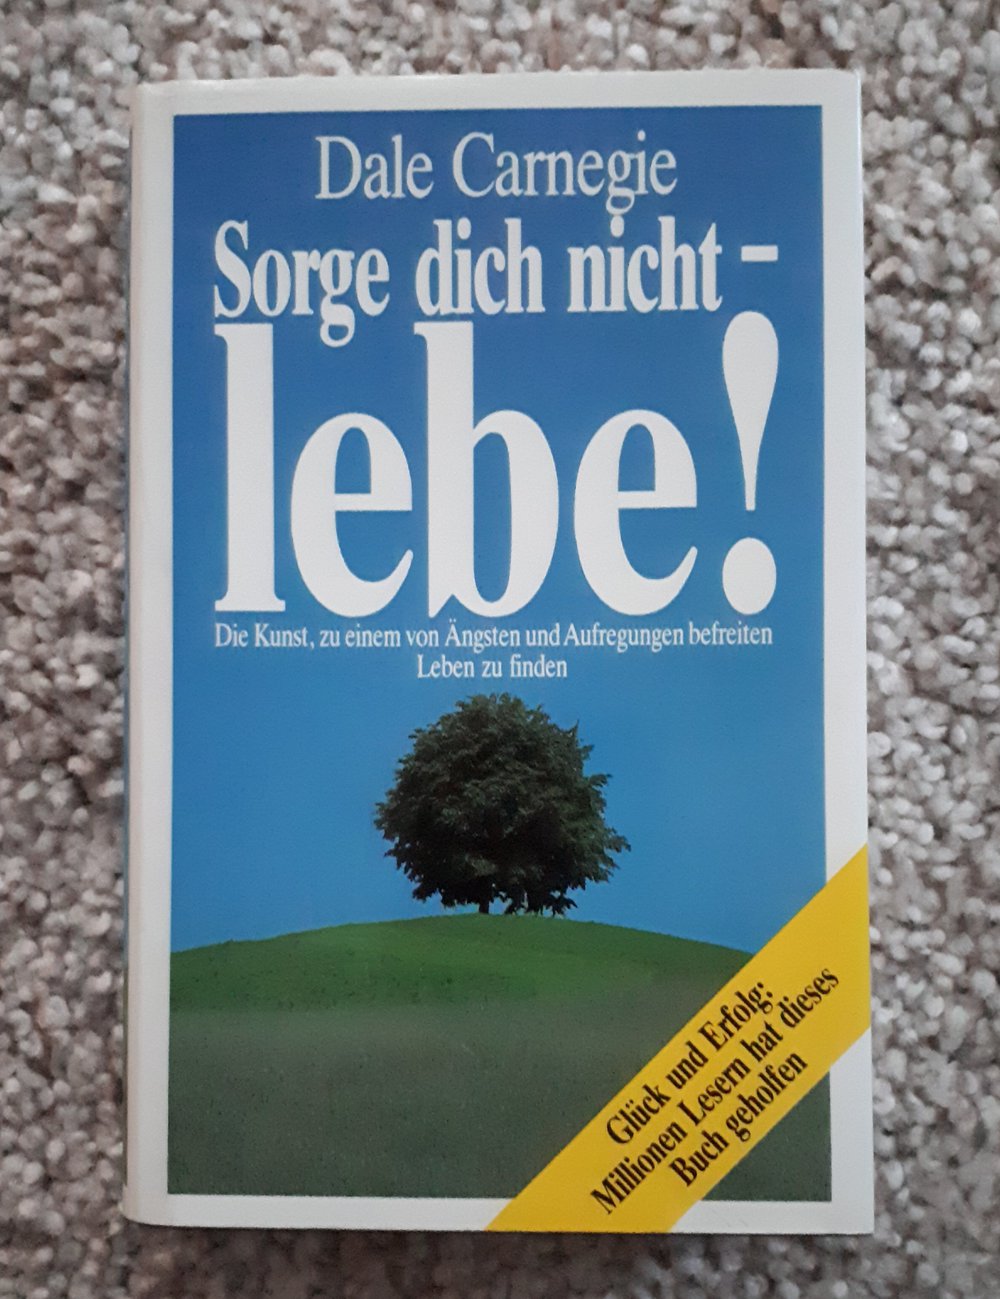 Dale Carnegie
Sorge dich nicht –
lebe!
Die Kunst, zu einem von Ängsten und Aufregungen befreiten
Leben zu finden
Glück und Erfolg:
Millionen Lesern hat dieses
Buch geholfen